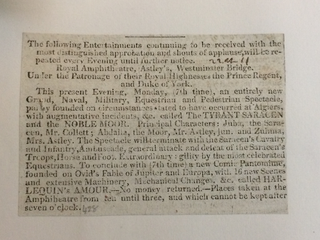 The following Entertainments continuing to be received with the
most distinguished approbation and shouts of applause, will be re-
peated every Evening until further notice.
Royal Amphitheatre, Astley's, Westminster Bridge.
Under the Patronage of their Royal Highnesses the Prince Regent,
and Duke of York.
This present Evening, Monday, (7th time), an entirely new
Grand, Naval, Military, Equestrian and Pedestrian Spectacle,
partly founded on circumstances stated to have occurred at Algiers,
with augmentative incidents, &c. called The TYRANT SARACEN
and the NOBLE MOOR. Principal Characters: Juba, the Sara-
cen, Mr. Collett; Abdalla, the Moor, Mr. Astley, jun. and Zulima,
Mrs. Astley. The Spectacle will terminate with the Saracen's Cavalry
and Infantry, Ambuscade, general attack and defeat of the Saracen's
Troops, Horse and Foot. Extraordinary agility by the most celebrated
Equestrians. To conclude with (7th time) a new Comic Pantomime,
founded on Ovid's Fable of Jupiter and Europa, with 16 new Scenes
and extensive Machinery, Mechanical Changes, &c. called HAR-
LEQUIN'S AMOUR.—No money returned.—Places taken at the
Amphitheatre from ten until three, and which cannot be kept after
seven o'clock.